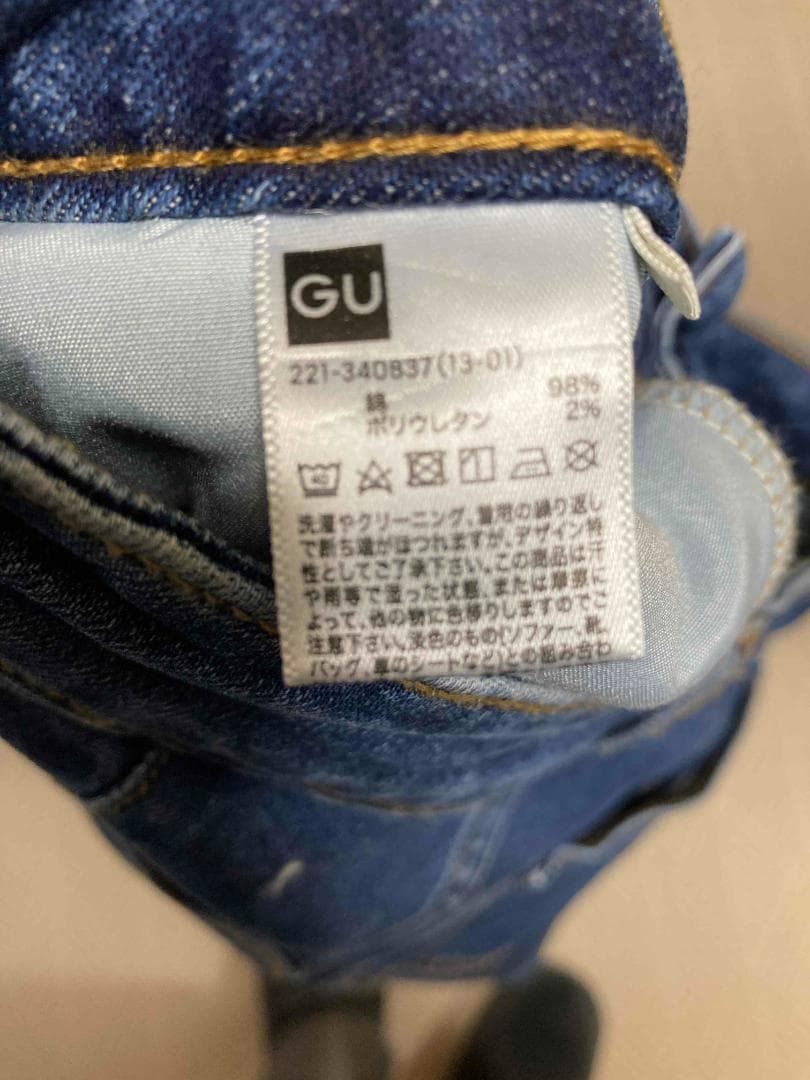 GU
221-340837(13-01)
綿 98%
ポリウレタン 2%
40
洗濯やクリーニング、着用の繰り返し
で断ち端がほつれますが、デザイン特
性としてご了承下さい。この商品は汗
や雨等で湿った状態、または摩擦に
よって、他の物に色移りしますのでご
注意下さい。淡色のもの(ソファー、靴、
バッグ、車のシートなど)との組み合わ